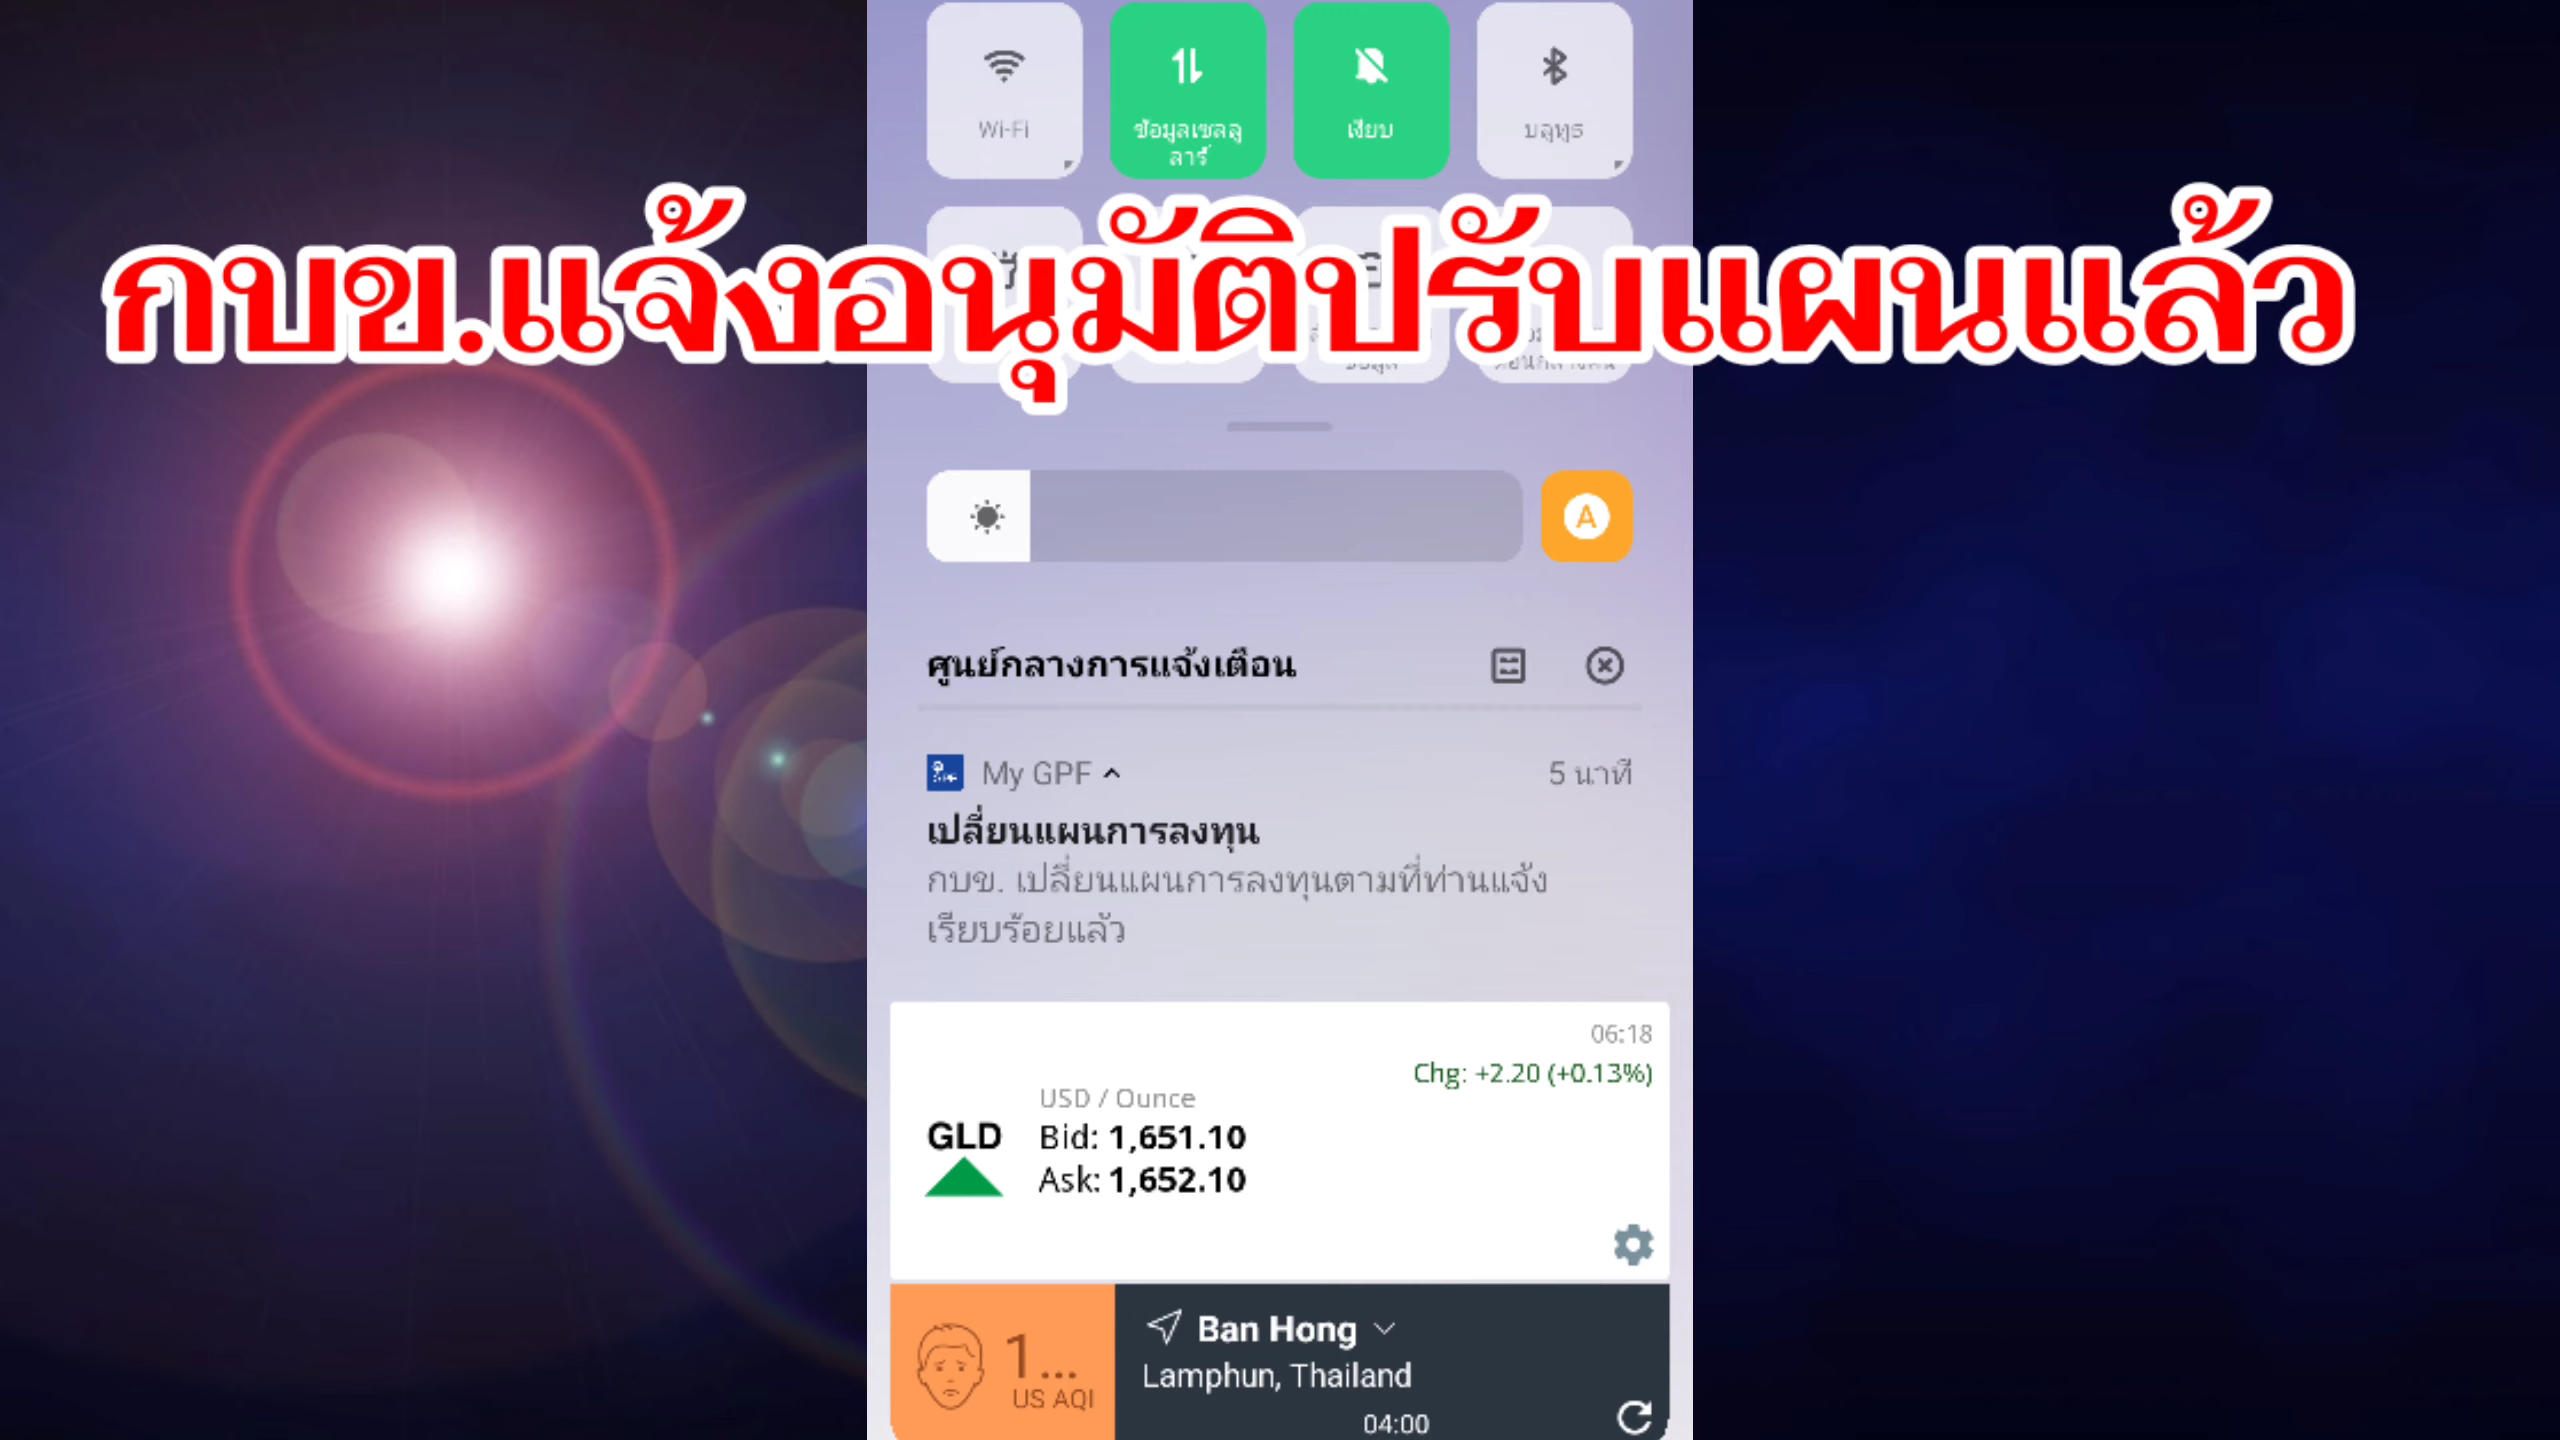 Wi-Fi
ข้อมูลเซลลู
ลาร์
เงียบ
บลูทูธ
กบข.แจ้งอนุมัติปรับแผนแล้ว
ข้อมูล
A
ศูนย์กลางการแจ้งเตือน
My GPF
5 นาที
เปลี่ยนแผนการลงทุน
กบข. เปลี่ยนแผนการลงทุนตามที่ท่านแจ้ง
เรียบร้อยแล้ว
06:18
Chg: +2.20 (+0.13%)
USD / Ounce
GLD
Bid: 1,651.10
Ask: 1,652.10
1...
US AQI
Ban Hong
Lamphun, Thailand
04:00